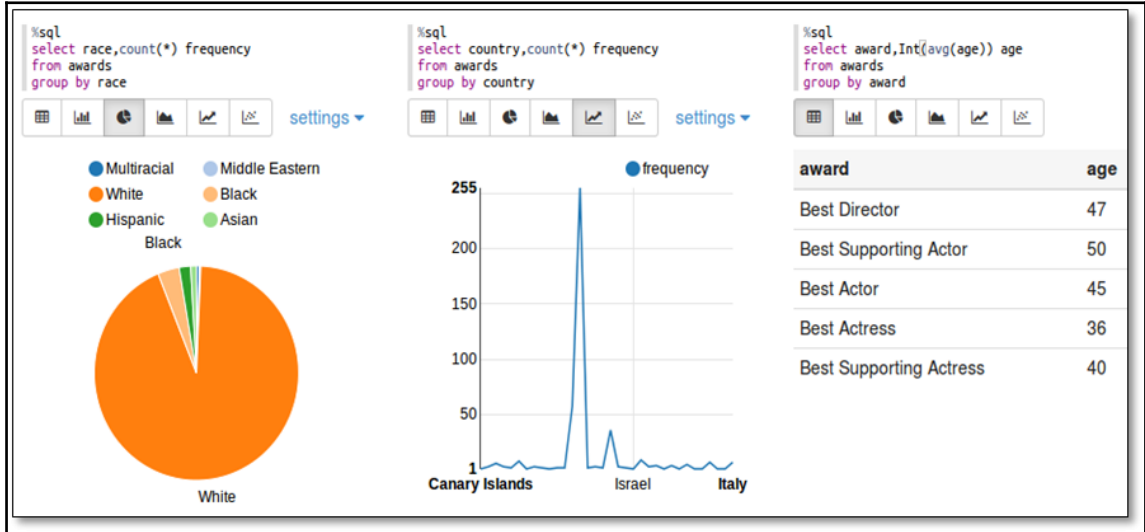 %sql
select race,count(*) frequency
from awards
group by race
settings
Multiracial
Middle Eastern
White
Black
Hispanic
Asian
Black
White
%sql
select country,count(*) frequency
from awards
group by country
settings
frequency
255
200
150
100
50
1
Canary Islands
Israel
Italy
%sql
select award,Int(avg(age)) age
from awards
group by award
award age
Best Director 47
Best Supporting Actor 50
Best Actor 45
Best Actress 36
Best Supporting Actress 40